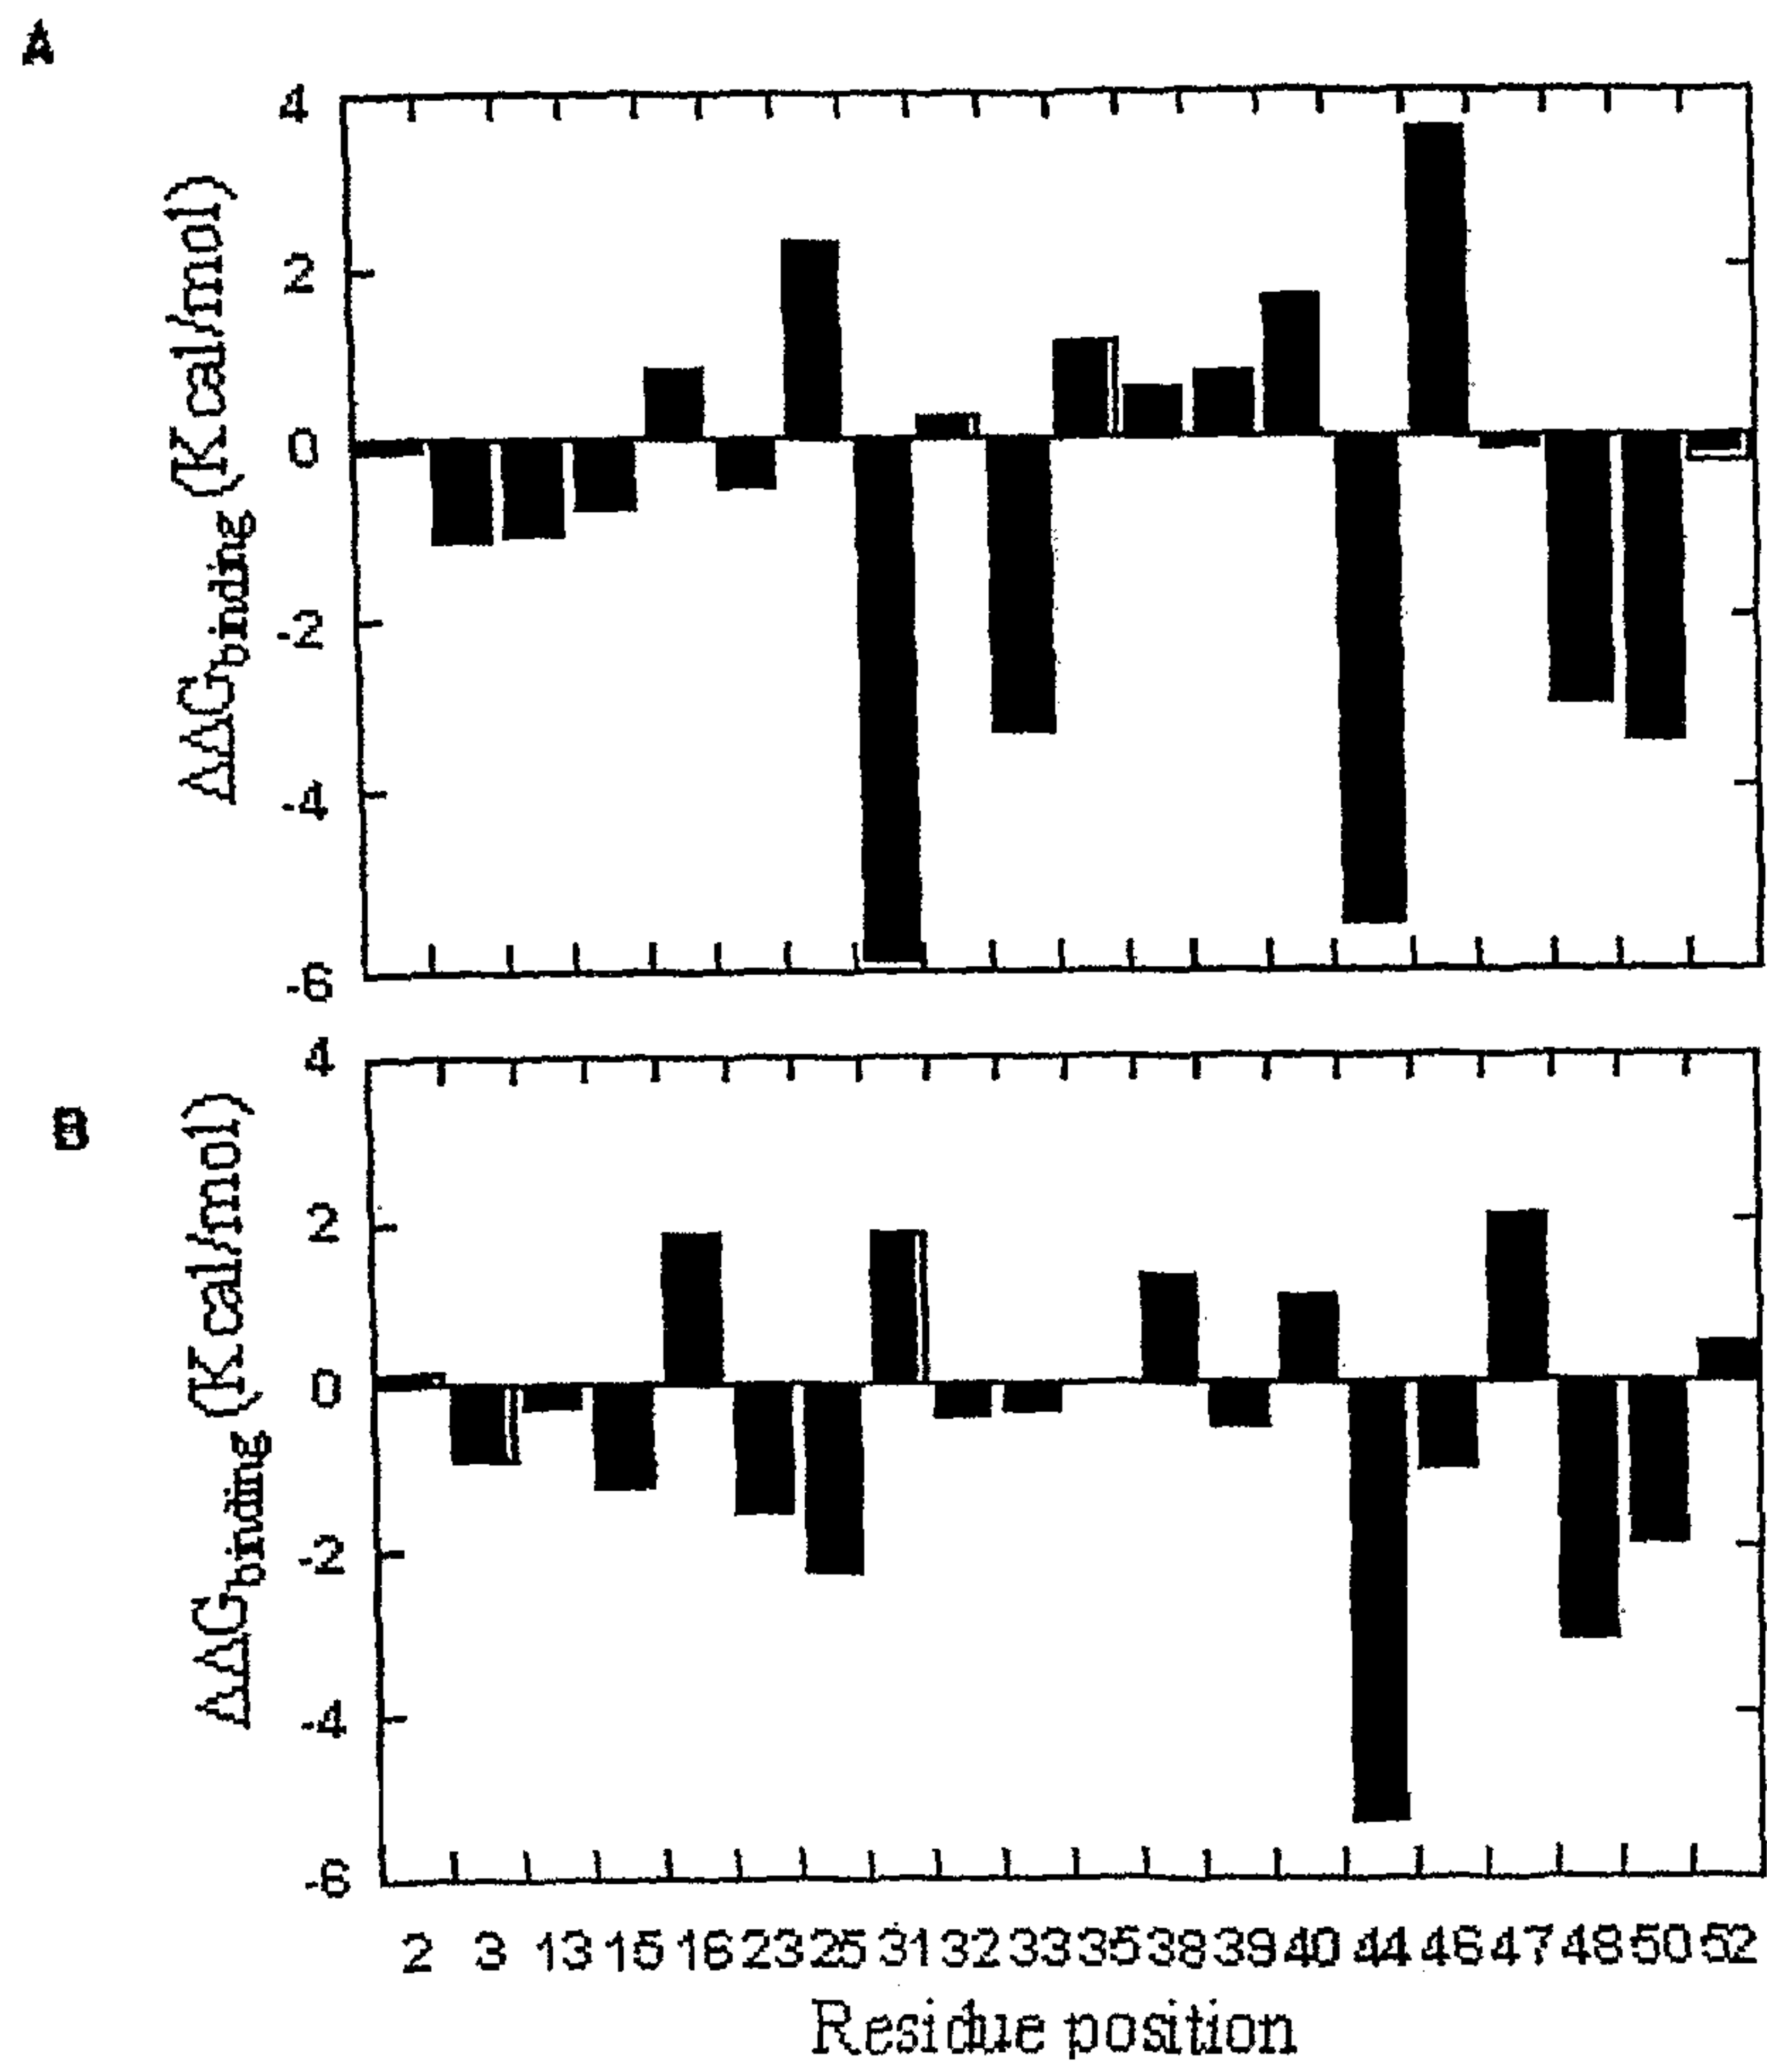 A
4
2
0
-2
-4
-6
ΔΔGbinding (Kcal/mol)
B
4
2
0
-2
-4
-6
ΔΔGbinding (Kcal/mol)
2 3 13 15 16 23 25 31 32 33 35 38 39 40 44 46 47 48 50 52
Residue position